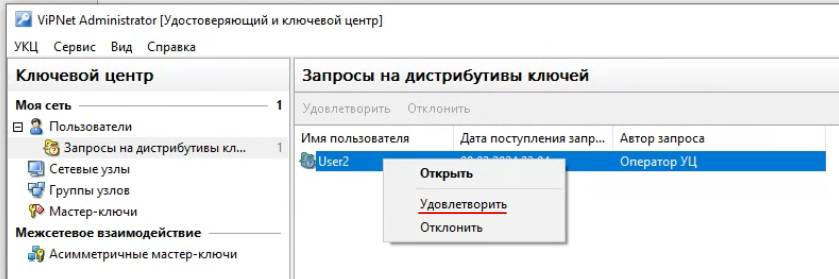 ViPNet Administrator [Удостоверяющий и ключевой центр]
УКЦ Сервис Вид Справка
Ключевой центр
Моя сеть 1
Пользователи
Запросы на дистрибутивы кл... 1
Сетевые узлы
Группы узлов
Мастер-ключи
Межсетевое взаимодействие
Асимметричные мастер-ключи
Запросы на дистрибутивы ключей
Удовлетворить Отклонить
Имя пользователя Дата поступления запр... Автор запроса
User2 Оператор УЦ
Открыть
Удовлетворить
Отклонить